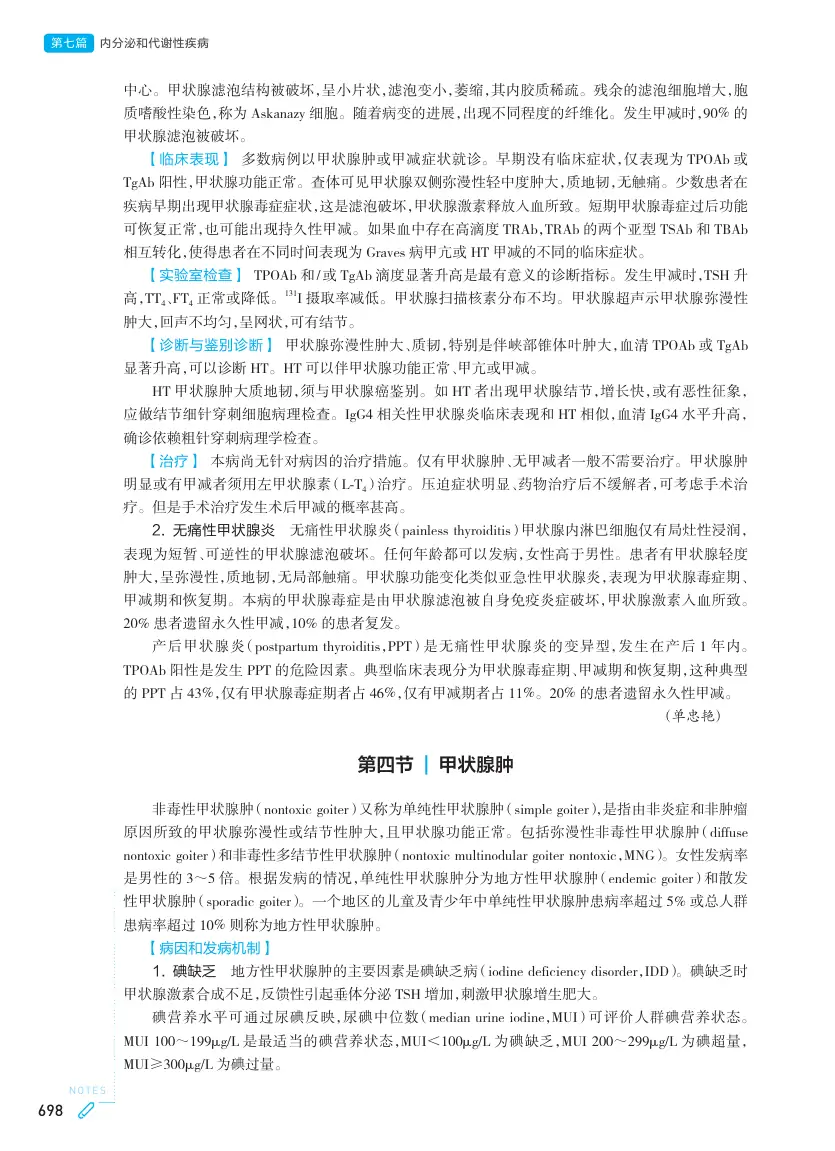 第七篇 内分泌和代谢性疾病
中心。甲状腺滤泡结构被破坏,呈小片状,滤泡变小,萎缩,其内胶质稀疏。残余的滤泡细胞增大,胞
质嗜酸性染色,称为 Askanazy 细胞。随着病变的进展,出现不同程度的纤维化。发生甲减时,90% 的
甲状腺滤泡被破坏。
【临床表现】 多数病例以甲状腺肿或甲减症状就诊。早期没有临床症状,仅表现为 TPOAb 或
TgAb 阳性,甲状腺功能正常。查体可见甲状腺双侧弥漫性轻中度肿大,质地韧,无触痛。少数患者在
疾病早期出现甲状腺毒症症状,这是滤泡破坏,甲状腺激素释放入血所致。短期甲状腺毒症过后功能
可恢复正常,也可能出现持久性甲减。如果血中存在高滴度 TRAb,TRAb 的两个亚型 TSAb 和 TBAb
相互转化,使得患者在不同时间表现为 Graves 病甲亢或 HT 甲减的不同的临床症状。
【实验室检查】 TPOAb 和/或 TgAb 滴度显著升高是最有意义的诊断指标。发生甲减时,TSH 升
高,TT₄、FT₄ 正常或降低。¹³¹I 摄取率减低。甲状腺扫描核素分布不均。甲状腺超声示甲状腺弥漫性
肿大,回声不均匀,呈网状,可有结节。
【诊断与鉴别诊断】 甲状腺弥漫性肿大、质韧,特别是伴峡部锥体叶肿大,血清 TPOAb 或 TgAb
显著升高,可以诊断 HT。HT 可以伴甲状腺功能正常、甲亢或甲减。
HT 甲状腺肿大质地韧,须与甲状腺癌鉴别。如 HT 者出现甲状腺结节,增长快,或有恶性征象,
应做结节细针穿刺细胞病理检查。IgG4 相关性甲状腺炎临床表现和 HT 相似,血清 IgG4 水平升高,
确诊依赖粗针穿刺病理学检查。
【治疗】 本病尚无针对病因的治疗措施。仅有甲状腺肿、无甲减者一般不需要治疗。甲状腺肿
明显或有甲减者须用左甲状腺素(L-T₄)治疗。压迫症状明显、药物治疗后不缓解者,可考虑手术治
疗。但是手术治疗发生术后甲减的概率甚高。
2. 无痛性甲状腺炎 无痛性甲状腺炎(painless thyroiditis)甲状腺内淋巴细胞仅有局灶性浸润,
表现为短暂、可逆性的甲状腺滤泡破坏。任何年龄都可以发病,女性高于男性。患者有甲状腺轻度
肿大,呈弥漫性,质地韧,无局部触痛。甲状腺功能变化类似亚急性甲状腺炎,表现为甲状腺毒症期、
甲减期和恢复期。本病的甲状腺毒症是由甲状腺滤泡被自身免疫炎症破坏,甲状腺激素入血所致。
20% 患者遗留永久性甲减,10% 的患者复发。
产后甲状腺炎(postpartum thyroiditis,PPT)是无痛性甲状腺炎的变异型,发生在产后 1 年内。
TPOAb 阳性是发生 PPT 的危险因素。典型临床表现分为甲状腺毒症期、甲减期和恢复期,这种典型
的 PPT 占 43%,仅有甲状腺毒症期者占 46%,仅有甲减期者占 11%。20% 的患者遗留永久性甲减。
(单忠艳)
第四节 | 甲状腺肿
非毒性甲状腺肿(nontoxic goiter)又称为单纯性甲状腺肿(simple goiter),是指由非炎症和非肿瘤
原因所致的甲状腺弥漫性或结节性肿大,且甲状腺功能正常。包括弥漫性非毒性甲状腺肿(diffuse
nontoxic goiter)和非毒性多结节性甲状腺肿(nontoxic multinodular goiter nontoxic,MNG)。女性发病率
是男性的 3～5 倍。根据发病的情况,单纯性甲状腺肿分为地方性甲状腺肿(endemic goiter)和散发
性甲状腺肿(sporadic goiter)。一个地区的儿童及青少年中单纯性甲状腺肿患病率超过 5% 或总人群
患病率超过 10% 则称为地方性甲状腺肿。
【病因和发病机制】
1. 碘缺乏 地方性甲状腺肿的主要因素是碘缺乏病(iodine deficiency disorder,IDD)。碘缺乏时
甲状腺激素合成不足,反馈性引起垂体分泌 TSH 增加,刺激甲状腺增生肥大。
碘营养水平可通过尿碘反映,尿碘中位数(median urine iodine,MUI)可评价人群碘营养状态。
MUI 100～199μg/L 是最适当的碘营养状态,MUI＜100μg/L 为碘缺乏,MUI 200～299μg/L 为碘超量,
MUI≥300μg/L 为碘过量。
NOTES
698